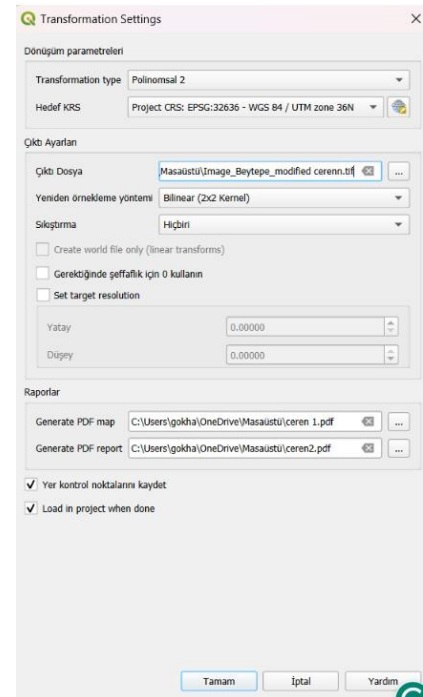 Transformation Settings
Dönüşüm parametreleri
Transformation type Polinomsal 2
Hedef KRS Project CRS: EPSG:32636 - WGS 84 / UTM zone 36N
Çıktı Ayarları
Çıktı Dosya Masaüstü\Image_Beytepe_modified cerenn.tif ...
Yeniden örnekleme yöntemi Bilinear (2x2 Kernel)
Sıkıştırma Hiçbiri
Create world file only (linear transforms)
Gerektiğinde şeffaflık için 0 kullanın
Set target resolution
Yatay 0.00000
Düşey 0.00000
Raporlar
Generate PDF map C:\Users\gokha\OneDrive\Masaüstü\ceren 1.pdf ...
Generate PDF report C:\Users\gokha\OneDrive\Masaüstü\ceren2.pdf ...
Yer kontrol noktalarını kaydet
Load in project when done
Tamam İptal Yardım